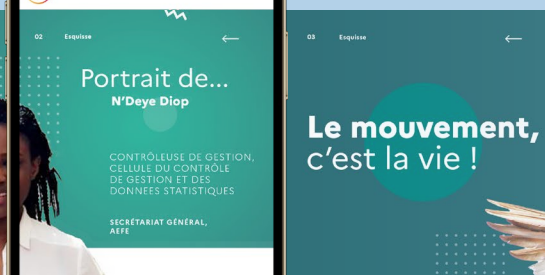 02 Esquisse
Portrait de...
N'Deye Diop
CONTRÔLEUSE DE GESTION,
CELLULE DU CONTRÔLE
DE GESTION ET DES
DONNEES STATISTIQUES
SECRÉTARIAT GÉNÉRAL,
AEFE
03 Esquisse
Le mouvement,
c'est la vie !